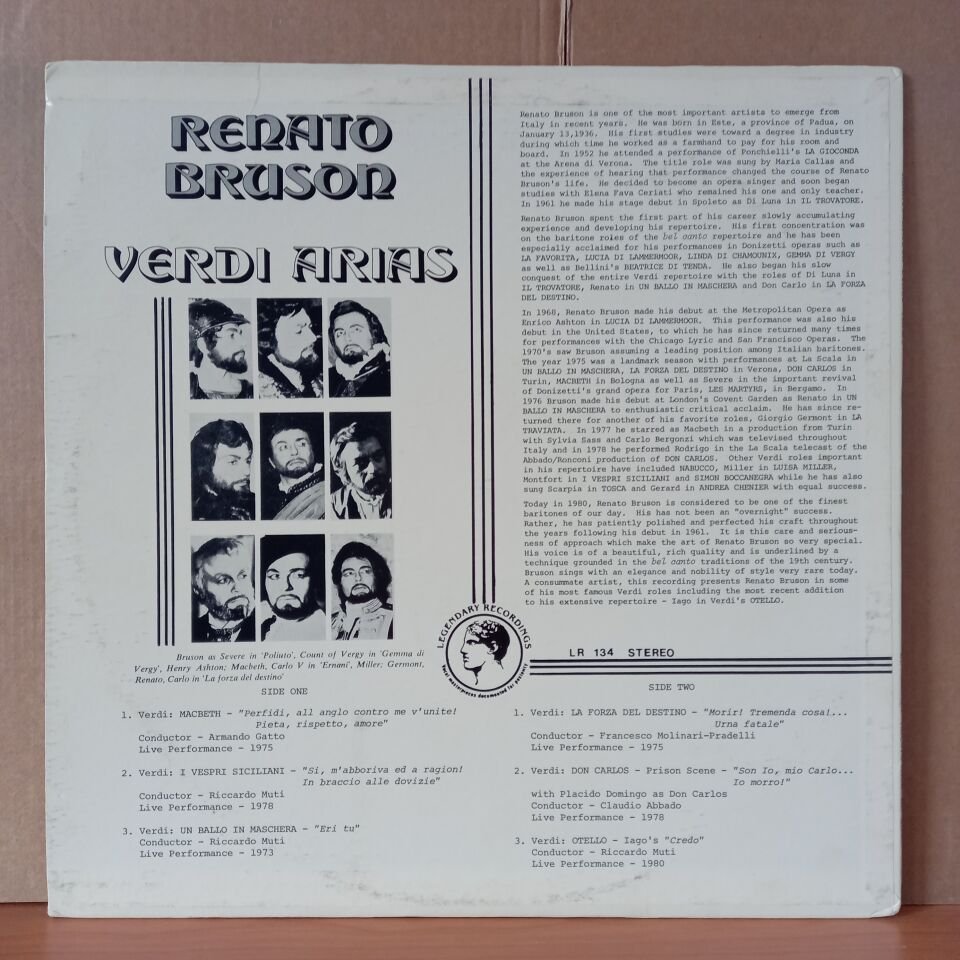 RENATO
BRUSON
VERDI ARIAS
Bruson as Severe in 'Poliuto', Count of Vergy in 'Gemma di
Vergy', Henry Ashton; Macbeth, Carlo V in 'Ernani', Miller; Germont,
Renato, Carlo in 'La forza del destino'
Renato Bruson is one of the most important artists to emerge from
Italy in recent years. He was born in Este, a province of Padua, on
January 13,1936. His first studies were toward a degree in industry
during which time he worked as a farmhand to pay for his room and
board. In 1952 he attended a performance of Ponchielli's LA GIOCONDA
at the Arena di Verona. The title role was sung by Maria Callas and
the experience of hearing that performance changed the course of Renato
Bruson's life. He decided to become an opera singer and soon began
studies with Elena Fava Ceriati who remained his one and only teacher.
In 1961 he made his stage debut in Spoleto as Di Luna in IL TROVATORE.
Renato Bruson spent the first part of his career slowly accumulating
experience and developing his repertoire. His first concentration was
on the baritone roles of the bel canto repertoire and he has been
especially acclaimed for his performances in Donizetti operas such as
LA FAVORITA, LUCIA DI LAMMERMOOR, LINDA DI CHAMOUNIX, GEMMA DI VERGY
as well as Bellini's BEATRICE DI TENDA. He also began his slow
conquest of the entire Verdi repertoire with the roles of Di Luna in
IL TROVATORE, Renato in UN BALLO IN MASCHERA and Don Carlo in LA FORZA
DEL DESTINO.
In 1968, Renato Bruson made his debut at the Metropolitan Opera as
Enrico Ashton in LUCIA DI LAMMERMOOR. This performance was also his
debut in the United States, to which he has since returned many times
for performances with the Chicago Lyric and San Francisco Operas. The
1970's saw Bruson assuming a leading position among Italian baritones.
The year 1975 was a landmark season with performances at La Scala in
UN BALLO IN MASCHERA, LA FORZA DEL DESTINO in Verona, DON CARLOS in
Turin, MACBETH in Bologna as well as Severe in the important revival
of Donizetti's grand opera for Paris, LES MARTYRS, in Bergamo. In
1976 Bruson made his debut at London's Covent Garden as Renato in UN
BALLO IN MASCHERA to enthusiastic critical acclaim. He has since re-
turned there for another of his favorite roles, Giorgio Germont in LA
TRAVIATA. In 1977 he starred as Macbeth in a production from Turin
with Sylvia Sass and Carlo Bergonzi which was televised throughout
Italy and in 1978 he performed Rodrigo in the La Scala telecast of the
Abbado/Ronconi production of DON CARLOS. Other Verdi roles important
in his repertoire have included NABUCCO, Miller in LUISA MILLER,
Montfort in I VESPRI SICILIANI and SIMON BOCCANEGRA while he has also
sung Scarpia in TOSCA and Gerard in ANDREA CHENIER with equal success.
Today in 1980, Renato Bruson is considered to be one of the finest
baritones of our day. His has not been an "overnight" success.
Rather, he has patiently polished and perfected his craft throughout
the years following his debut in 1961. It is this care and serious-
ness of approach which make the art of Renato Bruson so very special.
His voice is of a beautiful, rich quality and is underlined by a
technique grounded in the bel canto traditions of the 19th century.
Bruson sings with an elegance and nobility of style very rare today.
A consummate artist, this recording presents Renato Bruson in some
of his most famous Verdi roles including the most recent addition
to his extensive repertoire - Iago in Verdi's OTELLO.
LEGENDARY RECORDINGS
vocal masterpieces documented for posterity
LR 134 STEREO
SIDE ONE
1. Verdi: MACBETH - "Perfidi, all anglo contro me v'unite!
Pieta, rispetto, amore"
Conductor - Armando Gatto
Live Performance - 1975
2. Verdi: I VESPRI SICILIANI - "Si, m'abboriva ed a ragion!
In braccio alle dovizie"
Conductor - Riccardo Muti
Live Performance - 1978
3. Verdi: UN BALLO IN MASCHERA - "Eri tu"
Conductor - Riccardo Muti
Live Performance - 1973
SIDE TWO
1. Verdi: LA FORZA DEL DESTINO - "Morir! Tremenda cosa!...
Urna fatale"
Conductor - Francesco Molinari-Pradelli
Live Performance - 1975
2. Verdi: DON CARLOS - Prison Scene - "Son Io, mio Carlo...
Io morro!"
with Placido Domingo as Don Carlos
Conductor - Claudio Abbado
Live Performance - 1978
3. Verdi: OTELLO - Iago's "Credo"
Conductor - Riccardo Muti
Live Performance - 1980